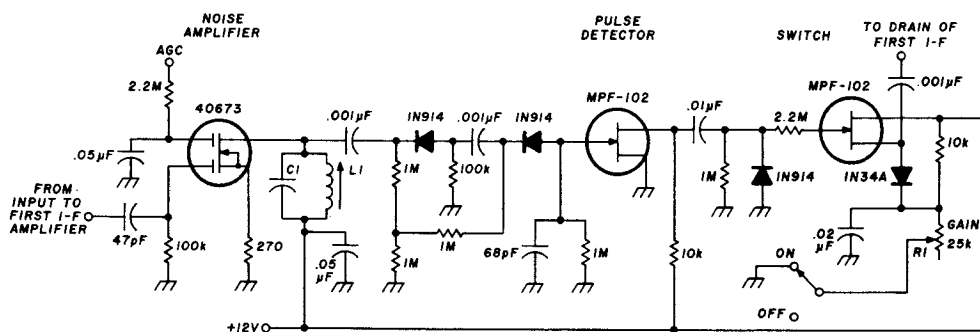 NOISE
AMPLIFIER
PULSE
DETECTOR
SWITCH
TO DRAIN OF
FIRST I-F
AGC
2.2M
40673
.001µF
1N914
.001µF
1N914
MPF-102
.01µF
2.2M
MPF-102
.001µF
.05µF
C1
L1
1M
100k
1M
1N914
1N34A
10k
FROM
INPUT TO
FIRST I-F
AMPLIFIER
47pF
100k
270
.05
µF
1M
1M
68pF
1M
10k
.02
µF
GAIN
25k
R1
ON
OFF
+12V